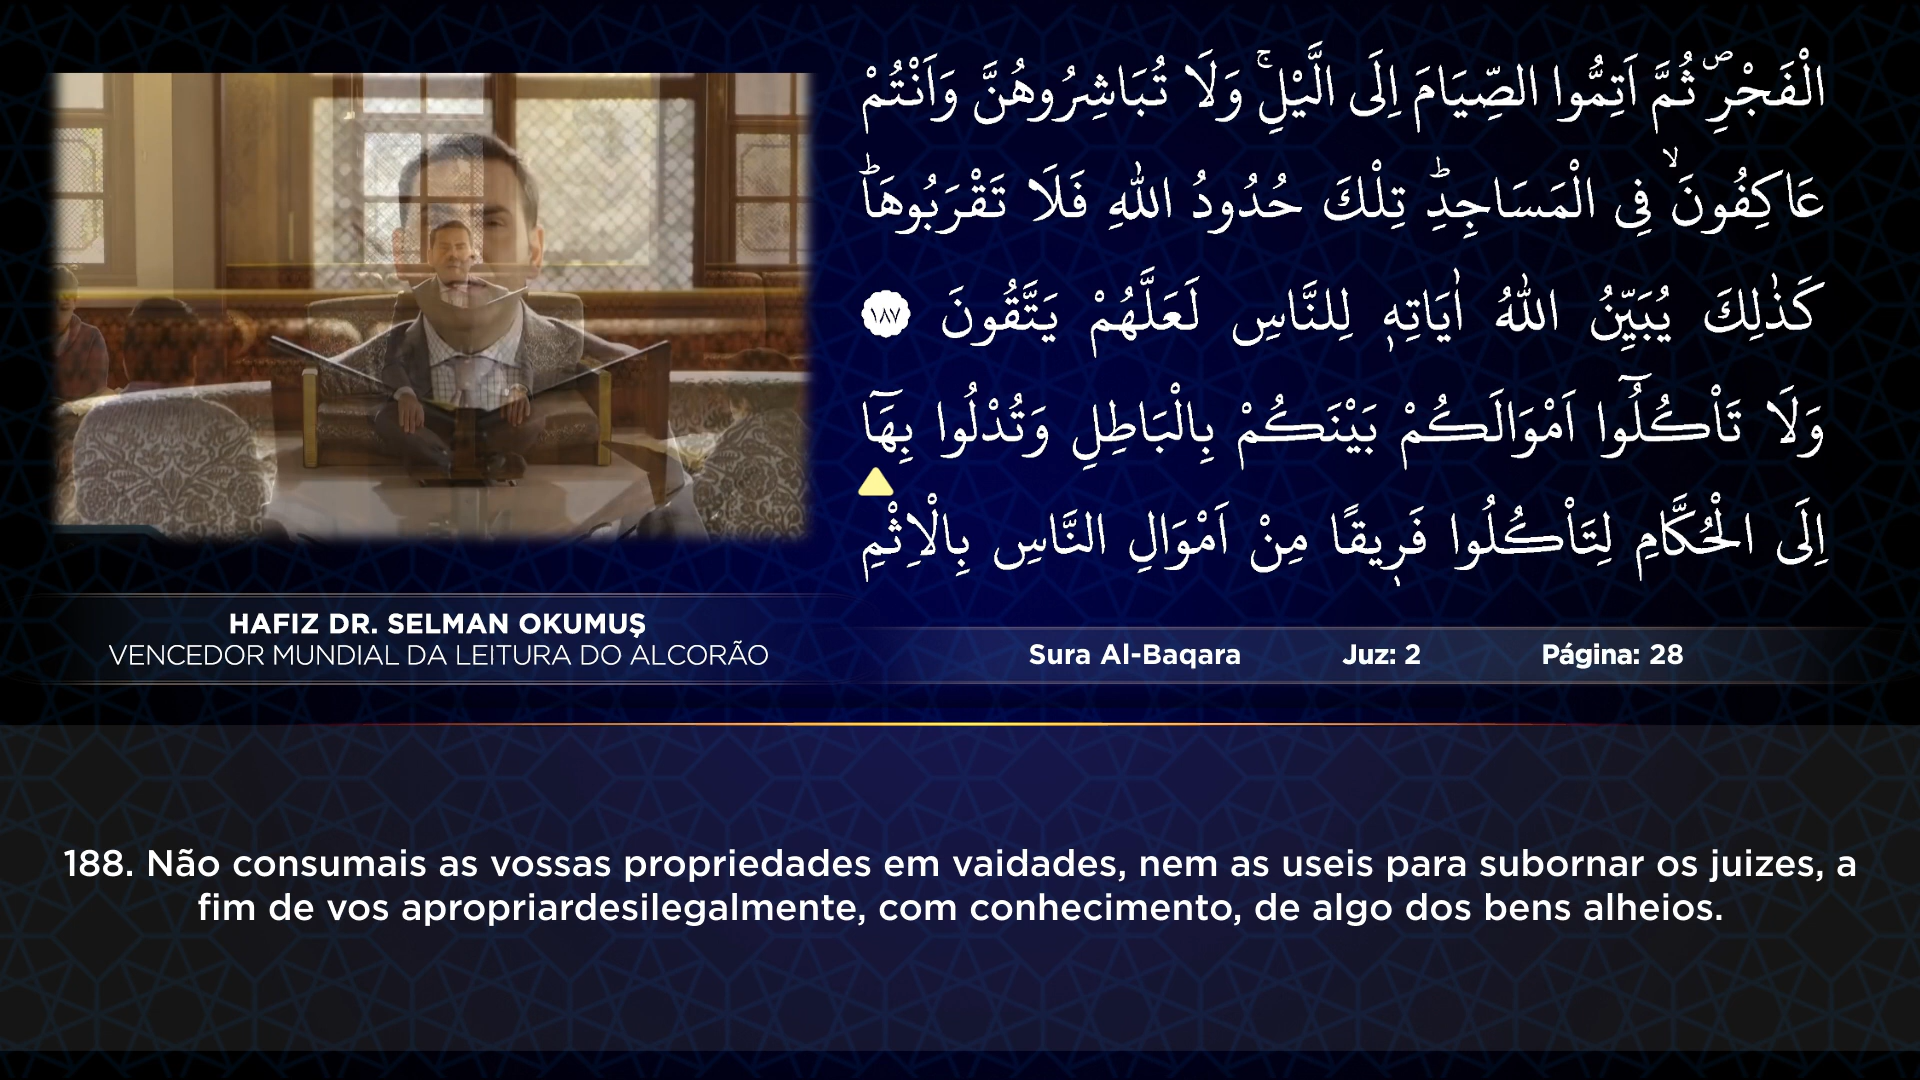 الْفَجْرِۖ ثُمَّ اَتِمُّوا الصِّيَامَ اِلَى الَّيْلِۚ وَلَا تُبَاشِرُوهُنَّ وَاَنْتُمْ
عَاكِفُونَۙ فِى الْمَسَاجِدِؕ تِلْكَ حُدُودُ اللّٰهِ فَلَا تَقْرَبُوهَاؕ
كَذٰلِكَ يُبَيِّنُ اللّٰهُ اٰيَاتِهٖ لِلنَّاسِ لَعَلَّهُمْ يَتَّقُونَ ١٨٧
وَلَا تَاْكُلُٓوا اَمْوَالَكُمْ بَيْنَكُمْ بِالْبَاطِلِ وَتُدْلُوا بِهَٓا
اِلَى الْحُكَّامِ لِتَاْكُلُوا فَرٖيقًا مِنْ اَمْوَالِ النَّاسِ بِالْاِثْمِ
HAFIZ DR. SELMAN OKUMUŞ
VENCEDOR MUNDIAL DA LEITURA DO ALCORÃO
Sura Al-Baqara Juz: 2 Página: 28
188. Não consumais as vossas propriedades em vaidades, nem as useis para subornar os juizes, a
fim de vos apropriardesilegalmente, com conhecimento, de algo dos bens alheios.